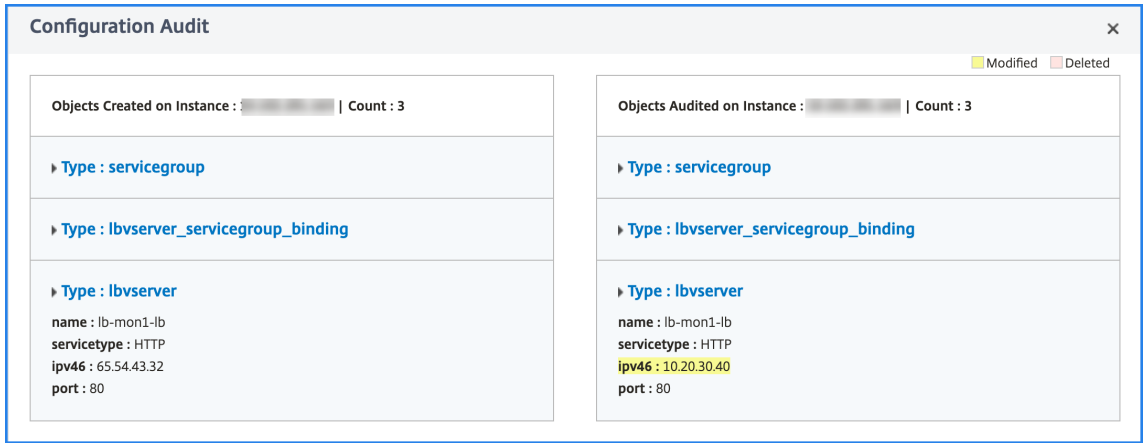 Configuration Audit
Modified Deleted
Objects Created on Instance : | Count : 3
Type : servicegroup
Type : lbvserver_servicegroup_binding
Type : lbvserver
name : lb-mon1-lb
servicetype : HTTP
ipv46 : 65.54.43.32
port : 80
Objects Audited on Instance : | Count : 3
Type : servicegroup
Type : lbvserver_servicegroup_binding
Type : lbvserver
name : lb-mon1-lb
servicetype : HTTP
ipv46 : 10.20.30.40
port : 80